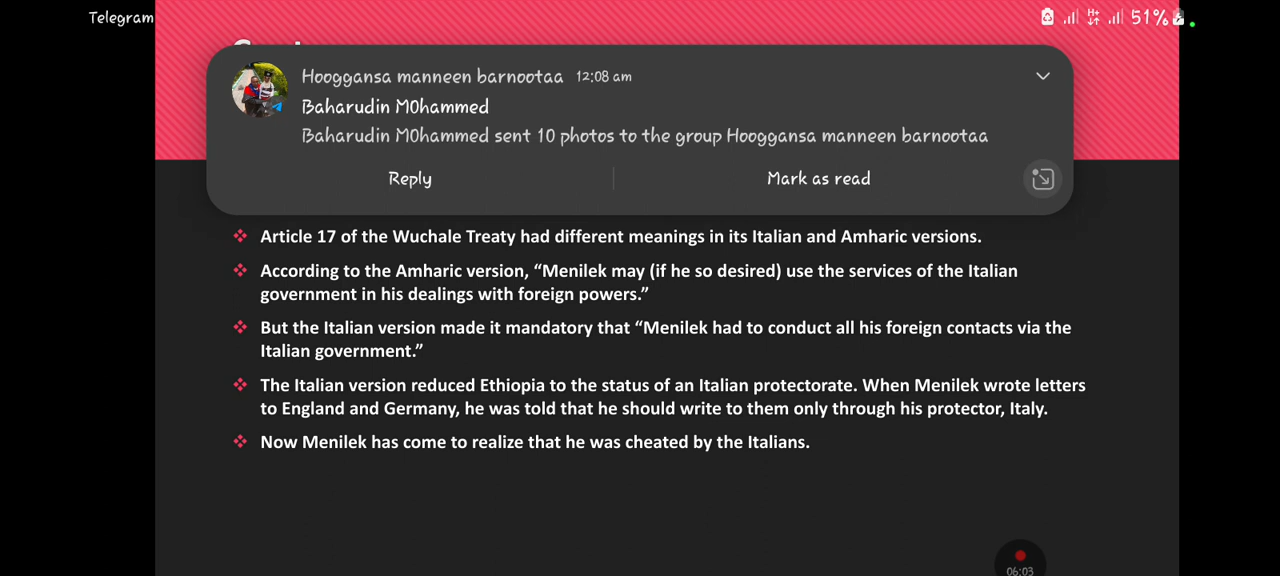 Telegram
51%
Hooggansa manneen barnootaa 12:08 am
Baharudin M0hammed
Baharudin M0hammed sent 10 photos to the group Hooggansa manneen barnootaa
Reply
Mark as read
❖ Article 17 of the Wuchale Treaty had different meanings in its Italian and Amharic versions.
❖ According to the Amharic version, “Menilek may (if he so desired) use the services of the Italian
government in his dealings with foreign powers.”
❖ But the Italian version made it mandatory that “Menilek had to conduct all his foreign contacts via the
Italian government.”
❖ The Italian version reduced Ethiopia to the status of an Italian protectorate. When Menilek wrote letters
to England and Germany, he was told that he should write to them only through his protector, Italy.
❖ Now Menilek has come to realize that he was cheated by the Italians.
06:03